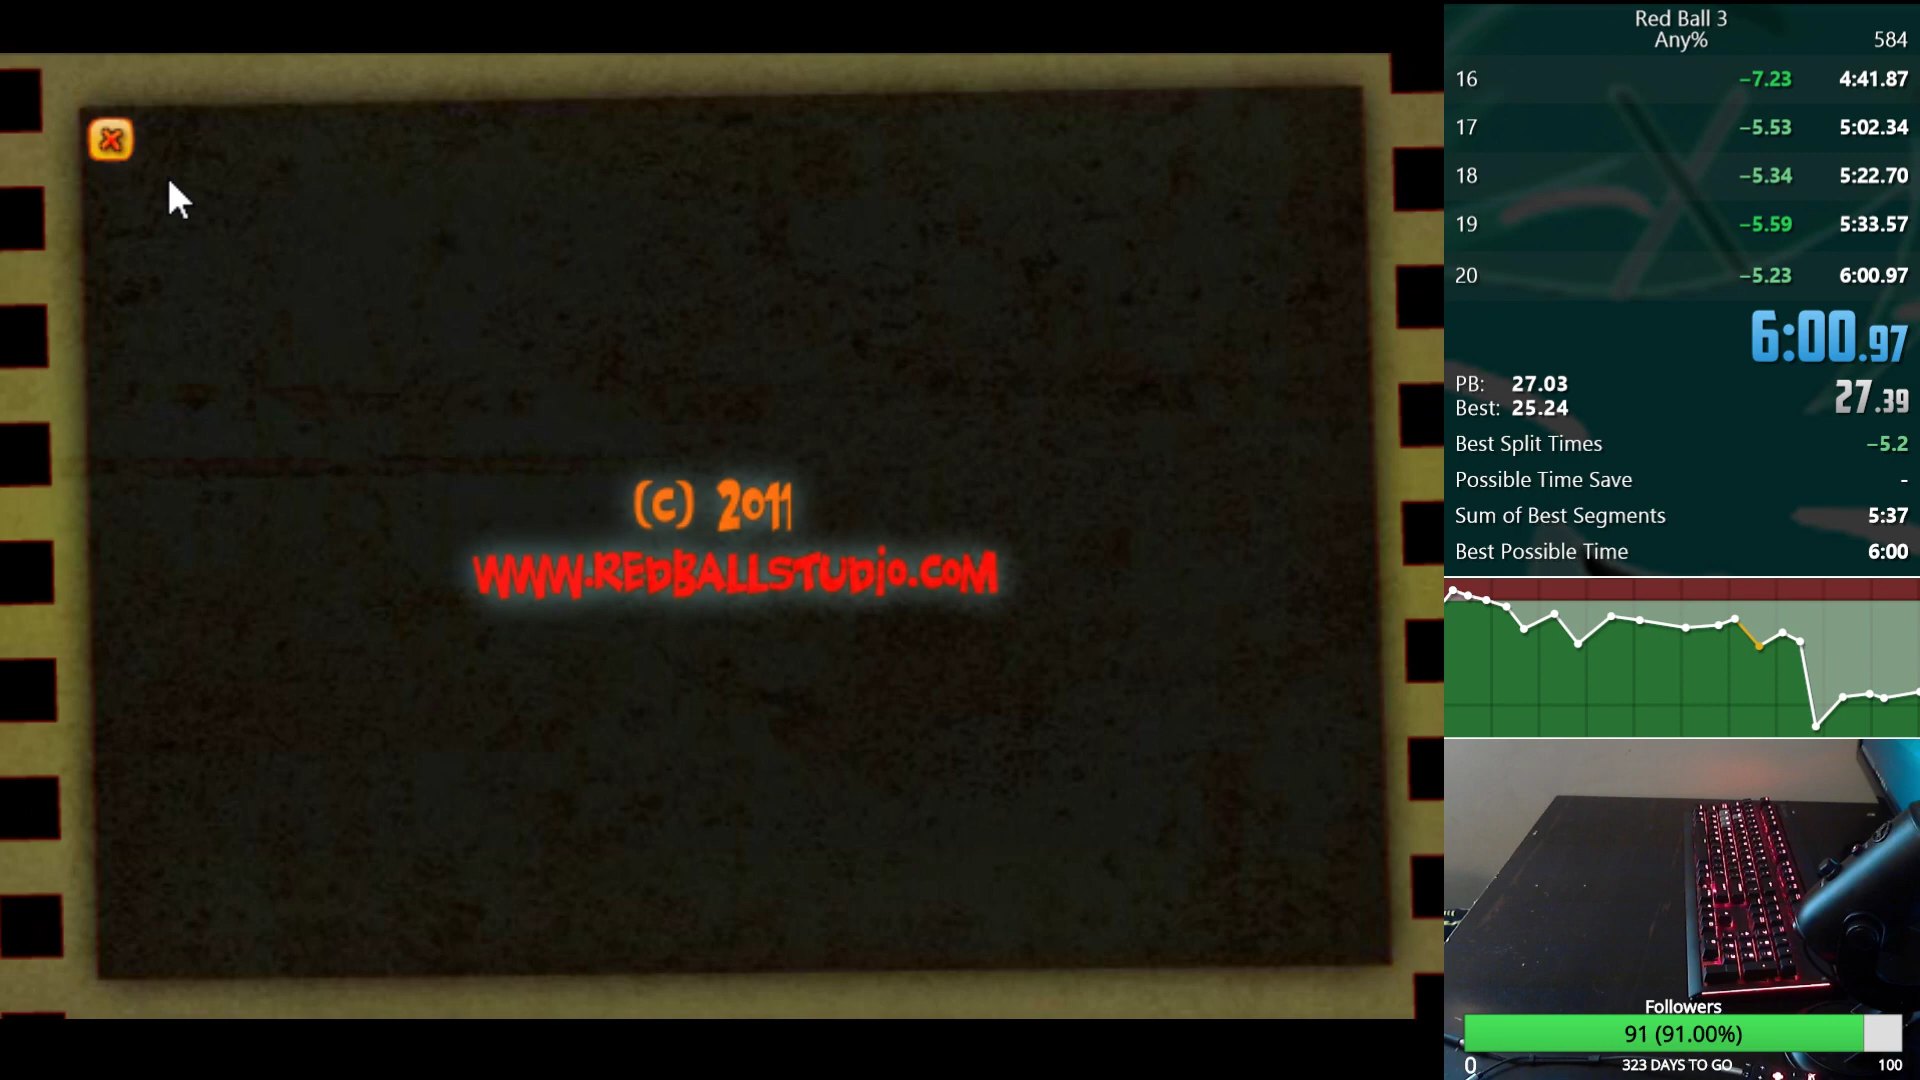 (c) 2011
WWW.REDBALLSTUDIO.COM
Red Ball 3
Any%
584
16 −7.23 4:41.87
17 −5.53 5:02.34
18 −5.34 5:22.70
19 −5.59 5:33.57
20 −5.23 6:00.97
6:00.97
PB: 27.03
27.39
Best: 25.24
Best Split Times −5.2
Possible Time Save -
Sum of Best Segments 5:37
Best Possible Time 6:00
Followers
91 (91.00%)
0 323 DAYS TO GO 100